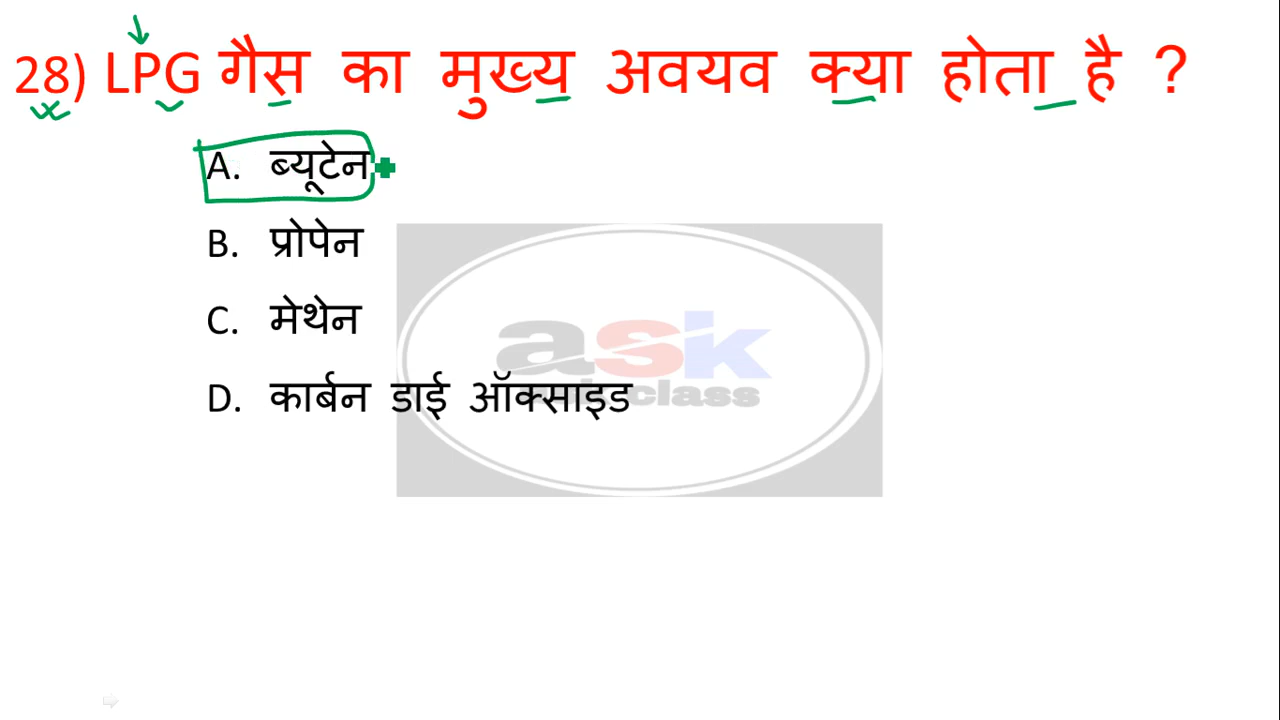 28) LPG गैस का मुख्य अवयव क्या होता है ?
A. ब्यूटेन
B. प्रोपेन
C. मेथेन
D. कार्बन डाई ऑक्साइड
ask
class